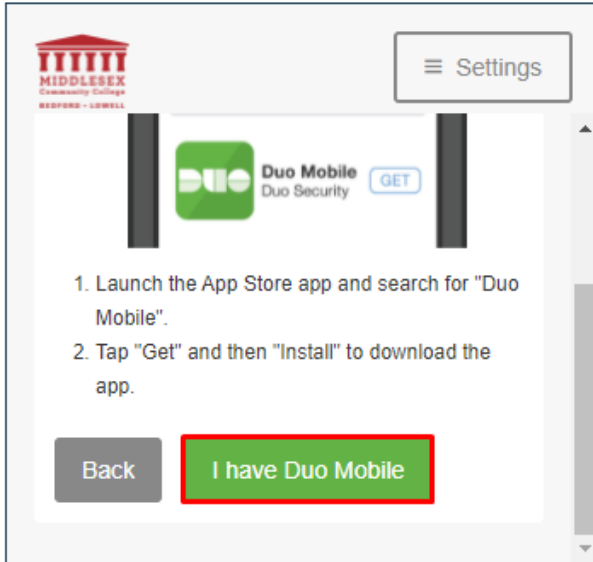 MIDDLESEX
Community College
BEDFORD • LOWELL
≡ Settings
DUO
Duo Mobile
Duo Security
GET
1. Launch the App Store app and search for "Duo
Mobile".
2. Tap "Get" and then "Install" to download the
app.
Back
I have Duo Mobile